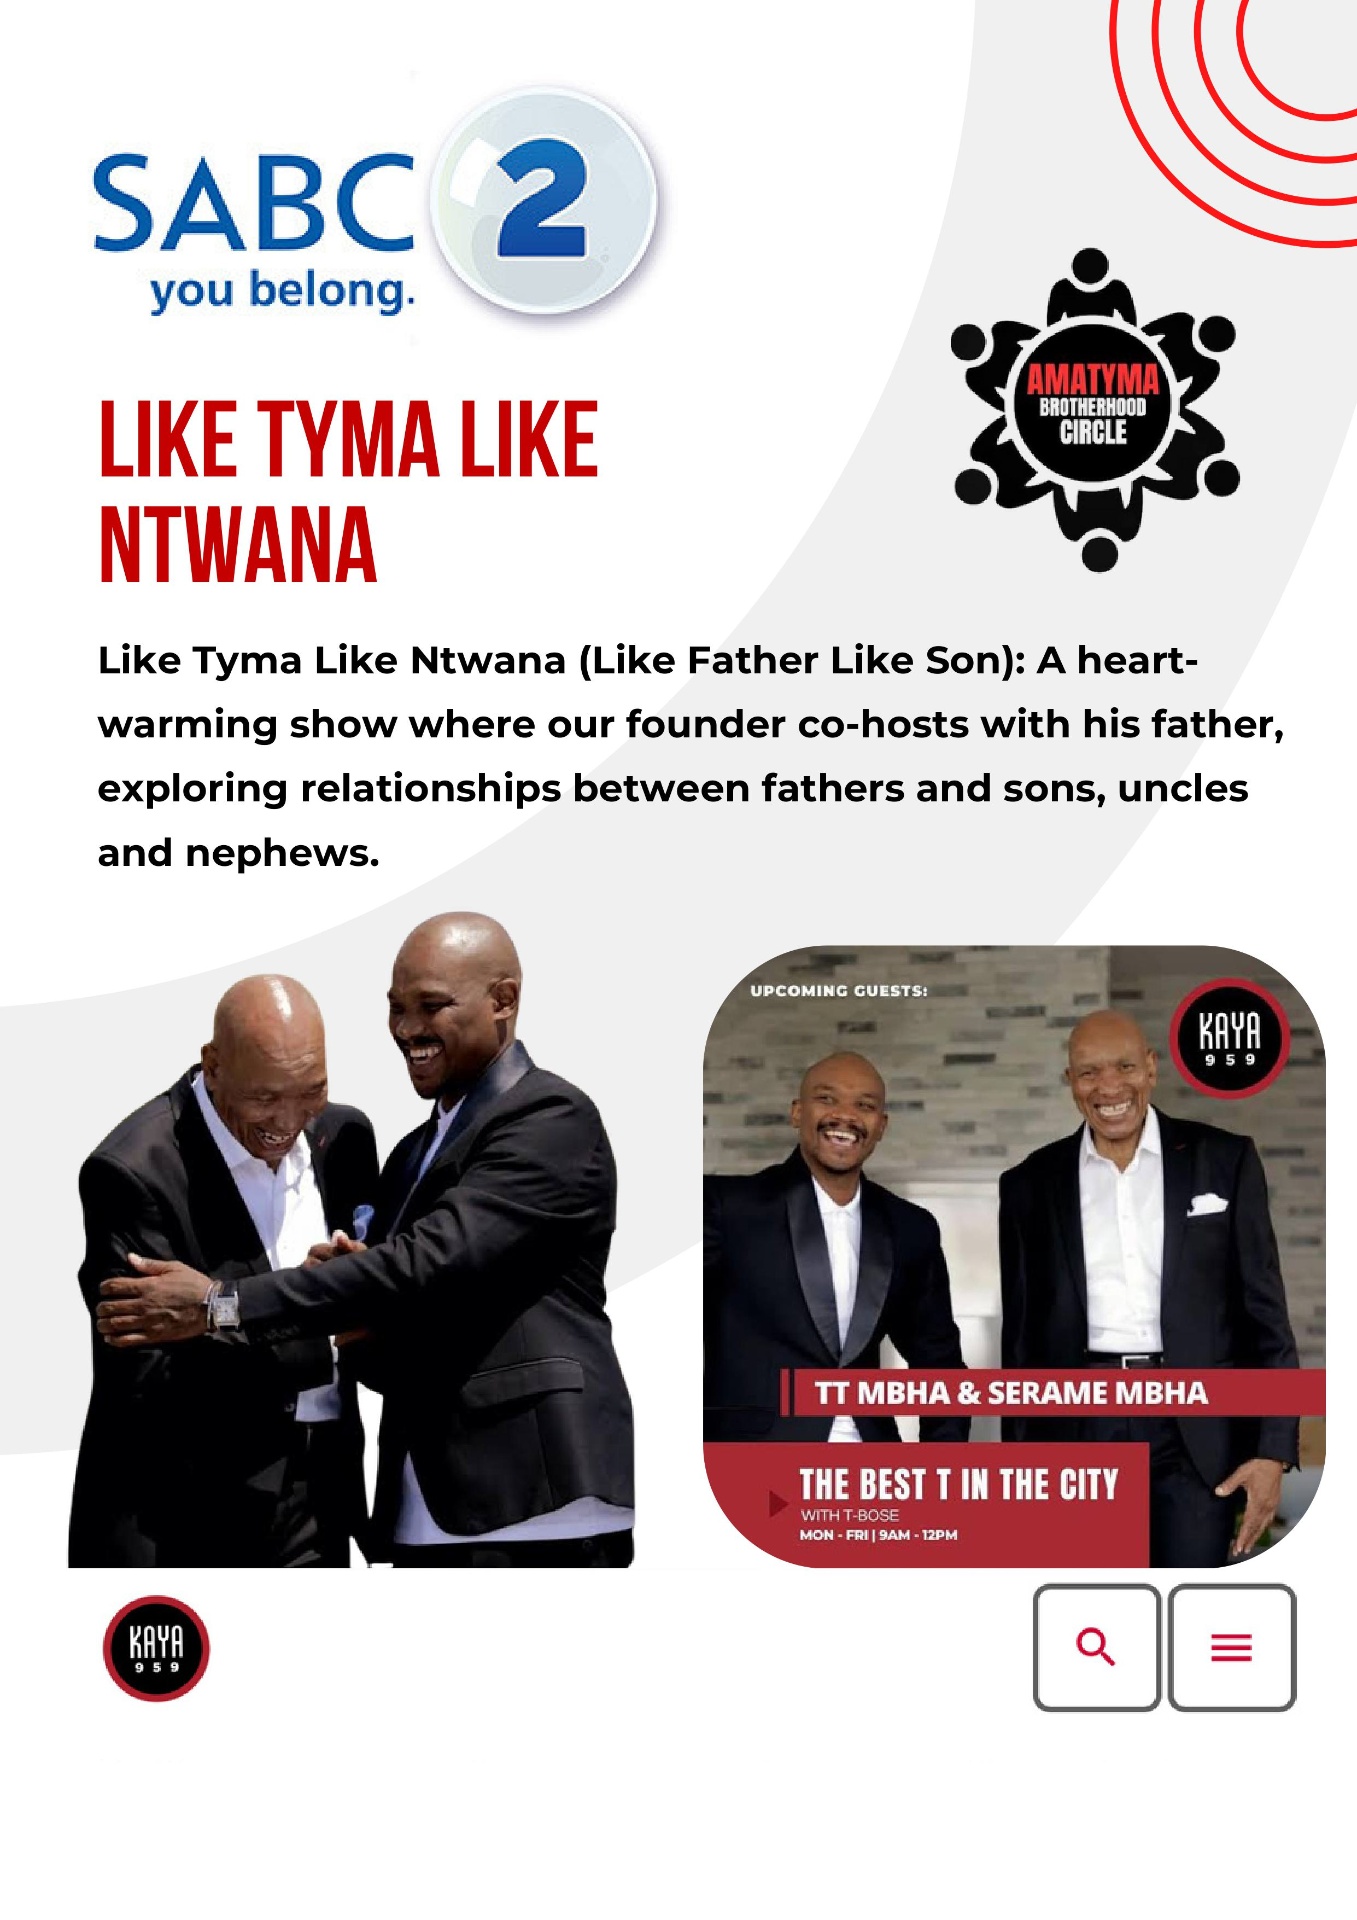 SABC 2
you belong.
AMATYMA
BROTHERHOOD
CIRCLE
LIKE TYMA LIKE
NTWANA
Like Tyma Like Ntwana (Like Father Like Son): A heart-
warming show where our founder co-hosts with his father,
exploring relationships between fathers and sons, uncles
and nephews.
UPCOMING GUESTS:
KAYA
959
TT MBHA & SERAME MBHA
THE BEST T IN THE CITY
WITH T-BOSE
MON - FRI | 9AM - 12PM
KAYA
959